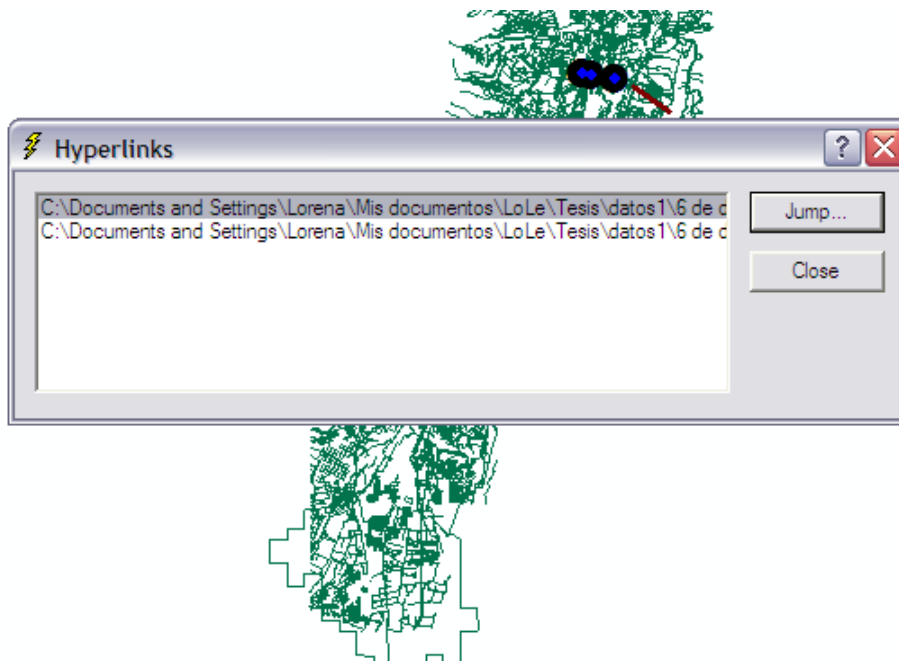 Hyperlinks
?
C:\Documents and Settings\Lorena\Mis documentos\LoLe\Tesis\datos1\6 de c
Jump...
C:\Documents and Settings\Lorena\Mis documentos\LoLe\Tesis\datos1\6 de c
Close